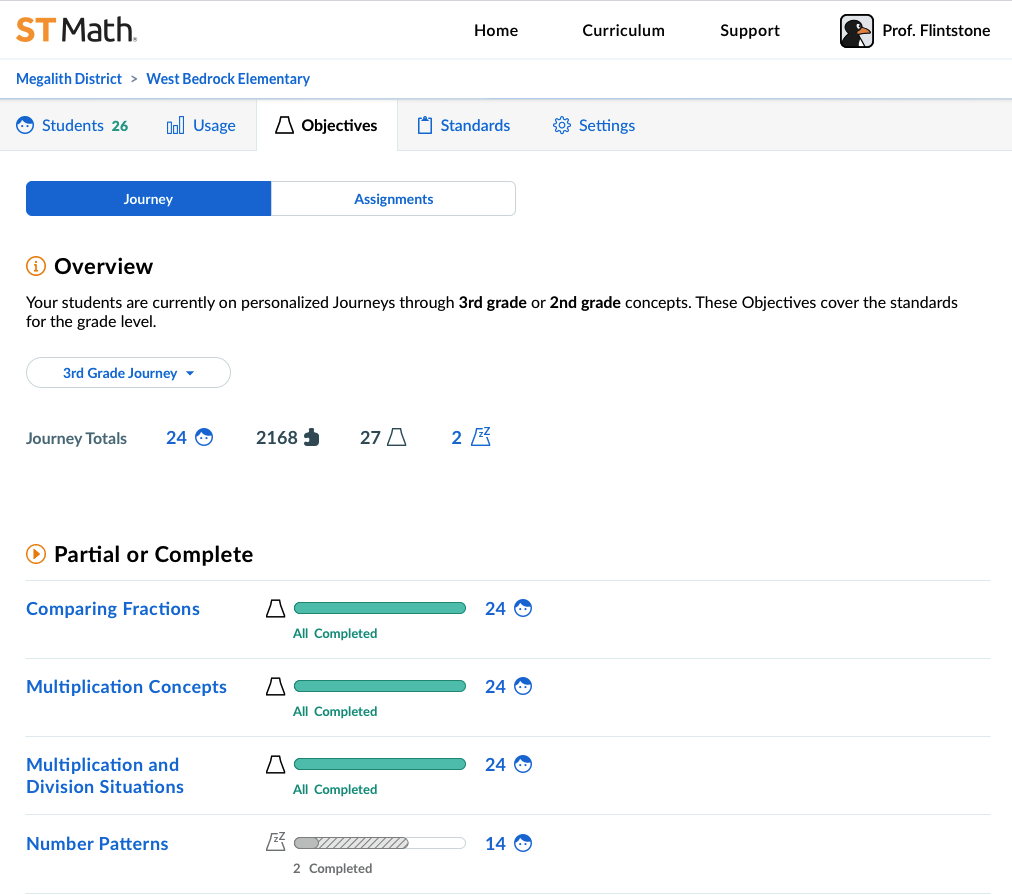 ST Math®
Home Curriculum Support Prof. Flintstone
Megalith District > West Bedrock Elementary
Students 26 Usage Objectives Standards Settings
Journey Assignments
Overview
Your students are currently on personalized Journeys through 3rd grade or 2nd grade concepts. These Objectives cover the standards
for the grade level.
3rd Grade Journey
Journey Totals 24 2168 27 2 zZ
Partial or Complete
Comparing Fractions 24
All Completed
Multiplication Concepts 24
All Completed
Multiplication and
Division Situations 24
All Completed
Number Patterns zZ 14
2 Completed